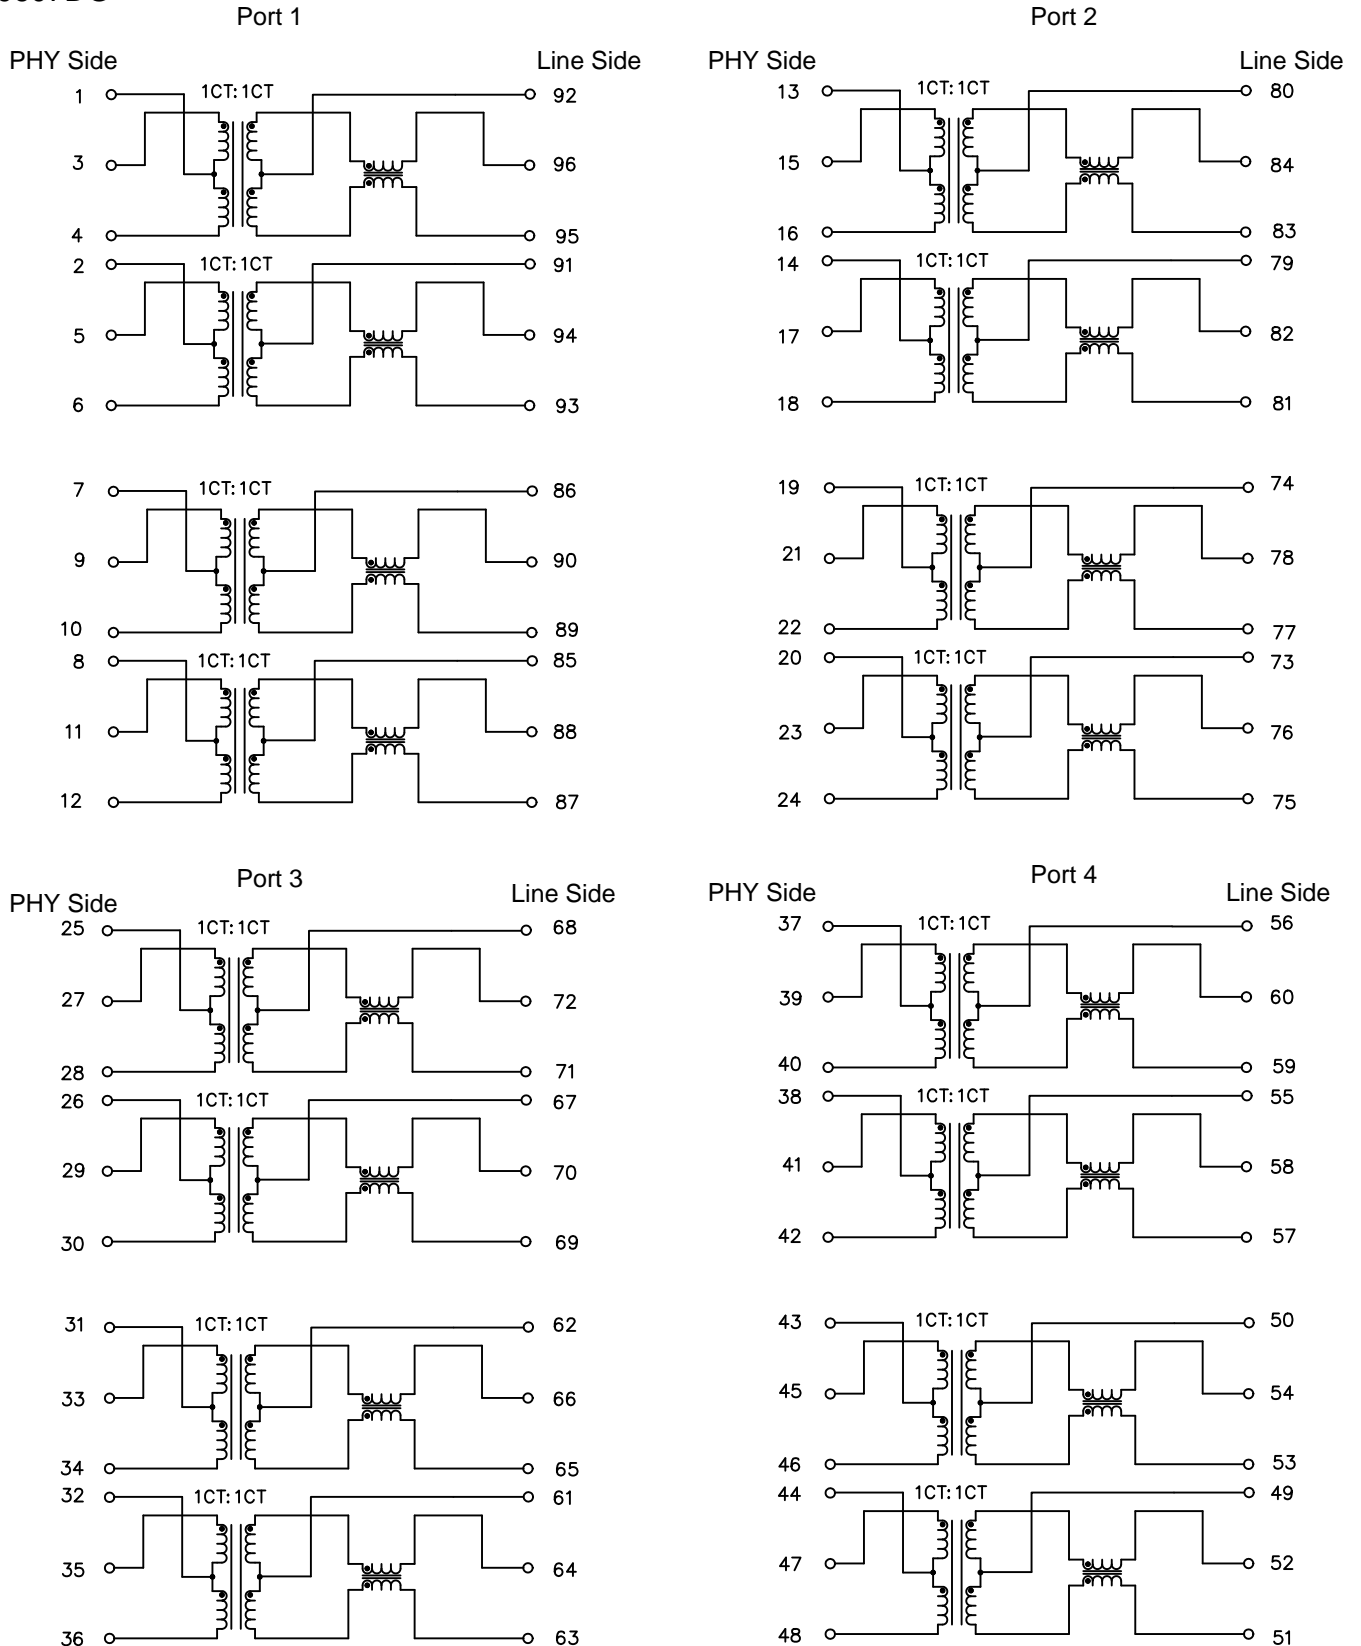 Port 1
PHY Side Line Side
1 1CT:1CT 92
3 96
4 95
2 1CT:1CT 91
5 94
6 93
7 1CT:1CT 86
9 90
10 89
8 1CT:1CT 85
11 88
12 87
Port 2
PHY Side Line Side
13 1CT:1CT 80
15 84
16 83
14 1CT:1CT 79
17 82
18 81
19 1CT:1CT 74
21 78
22 77
20 1CT:1CT 73
23 76
24 75
Port 3
PHY Side Line Side
25 1CT:1CT 68
27 72
28 71
26 1CT:1CT 67
29 70
30 69
31 1CT:1CT 62
33 66
34 65
32 1CT:1CT 61
35 64
36 63
Port 4
PHY Side Line Side
37 1CT:1CT 56
39 60
40 59
38 1CT:1CT 55
41 58
42 57
43 1CT:1CT 50
45 54
46 53
44 1CT:1CT 49
47 52
48 51